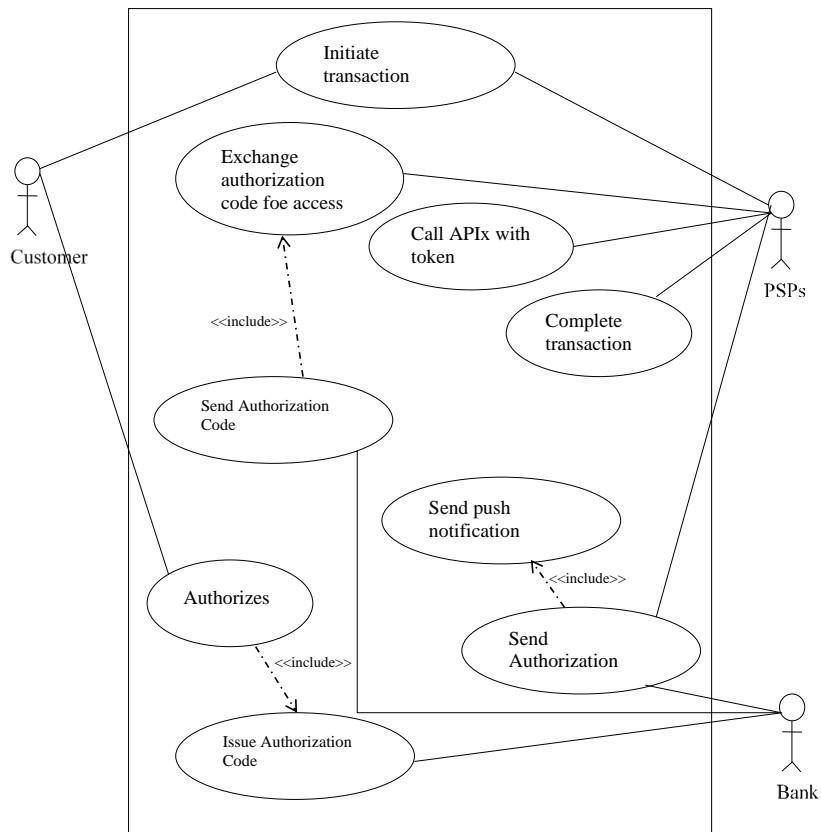 Initiate
transaction
Exchange
authorization
code foe access
Customer
Call APIx with
token
PSPs
<<include>>
Complete
transaction
Send Authorization
Code
Send push
notification
<<include>>
Authorizes
Send
Authorization
<<include>>
Issue Authorization
Code
Bank